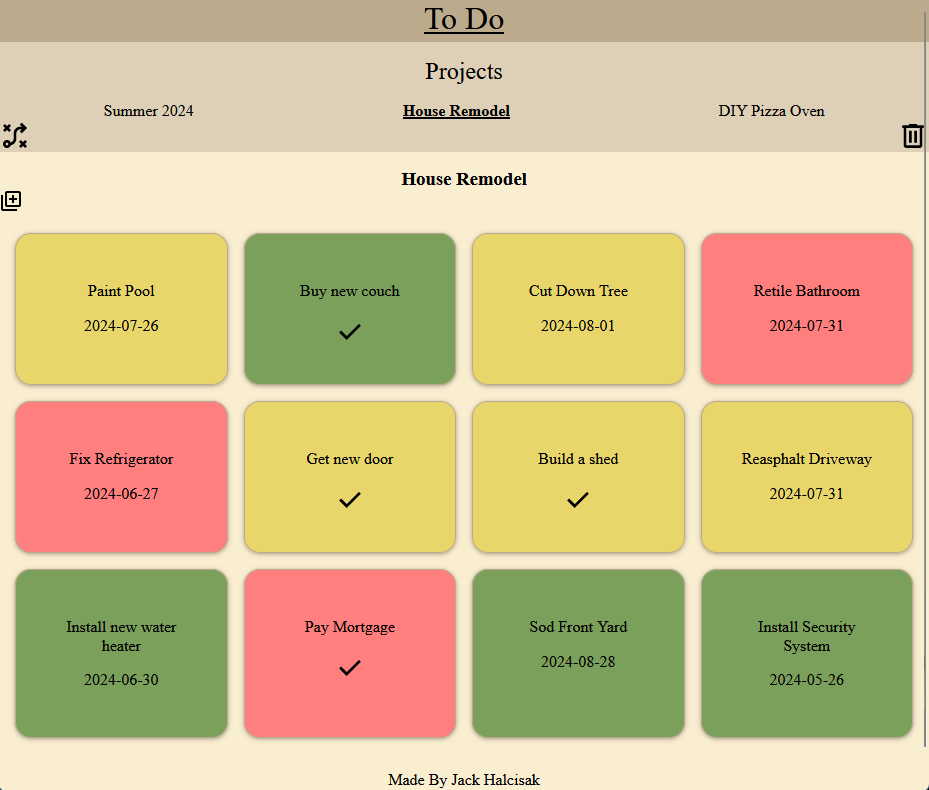 To Do
Projects
Summer 2024
House Remodel
DIY Pizza Oven
House Remodel
Paint Pool
2024-07-26
Buy new couch
Cut Down Tree
2024-08-01
Retile Bathroom
2024-07-31
Fix Refrigerator
2024-06-27
Get new door
Build a shed
Reasphalt Driveway
2024-07-31
Install new water
heater
2024-06-30
Pay Mortgage
Sod Front Yard
2024-08-28
Install Security
System
2024-05-26
Made By Jack Halcisak